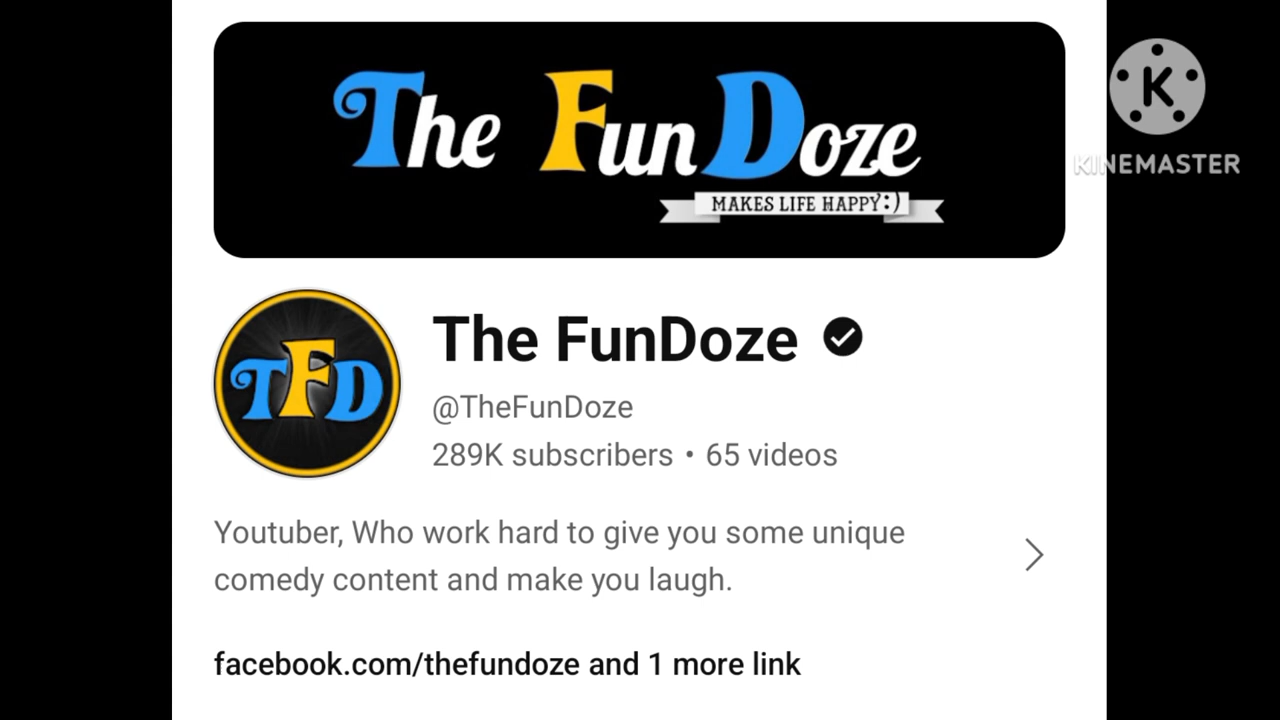 The FunDoze
MAKES LIFE HAPPY:)
K
KINEMASTER
TFD
The FunDoze
@TheFunDoze
289K subscribers • 65 videos
Youtuber, Who work hard to give you some unique
comedy content and make you laugh.
facebook.com/thefundoze and 1 more link